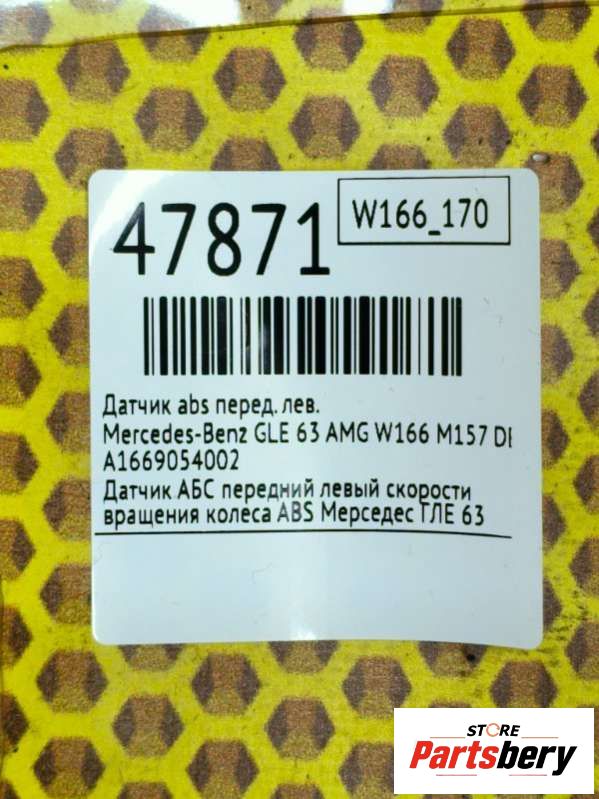 47871
W166_170
Датчик abs перед. лев.
Mercedes-Benz GLE 63 AMG W166 M157 DE
A1669054002
Датчик АБС передний левый скорости
вращения колеса ABS Мерседес ГЛЕ 63
STORE
Partsbery